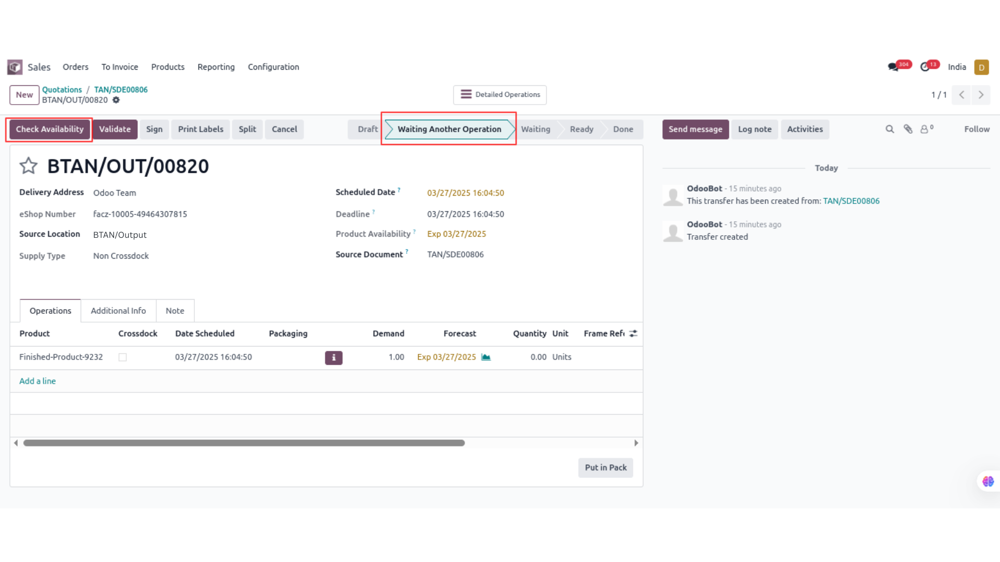 Sales Orders To Invoice Products Reporting Configuration 304 13 India D
New Quotations / TAN/SDE00806 Detailed Operations 1 / 1
BTAN/OUT/00820
Check Availability Validate Sign Print Labels Split Cancel Draft Waiting Another Operation Waiting Ready Done Send message Log note Activities 0 Follow
BTAN/OUT/00820
Today
Delivery Address Odoo Team Scheduled Date ? 03/27/2025 16:04:50
OdooBot - 15 minutes ago
This transfer has been created from: TAN/SDE00806
eShop Number facz-10005-49464307815 Deadline ? 03/27/2025 16:04:50
OdooBot - 15 minutes ago
Transfer created
Source Location BTAN/Output Product Availability ? Exp 03/27/2025
Supply Type Non Crossdock Source Document ? TAN/SDE00806
Operations Additional Info Note
Product Crossdock Date Scheduled Packaging Demand Forecast Quantity Unit Frame Refe
Finished-Product-9232 03/27/2025 16:04:50 i 1.00 Exp 03/27/2025 0.00 Units
Add a line
Put in Pack